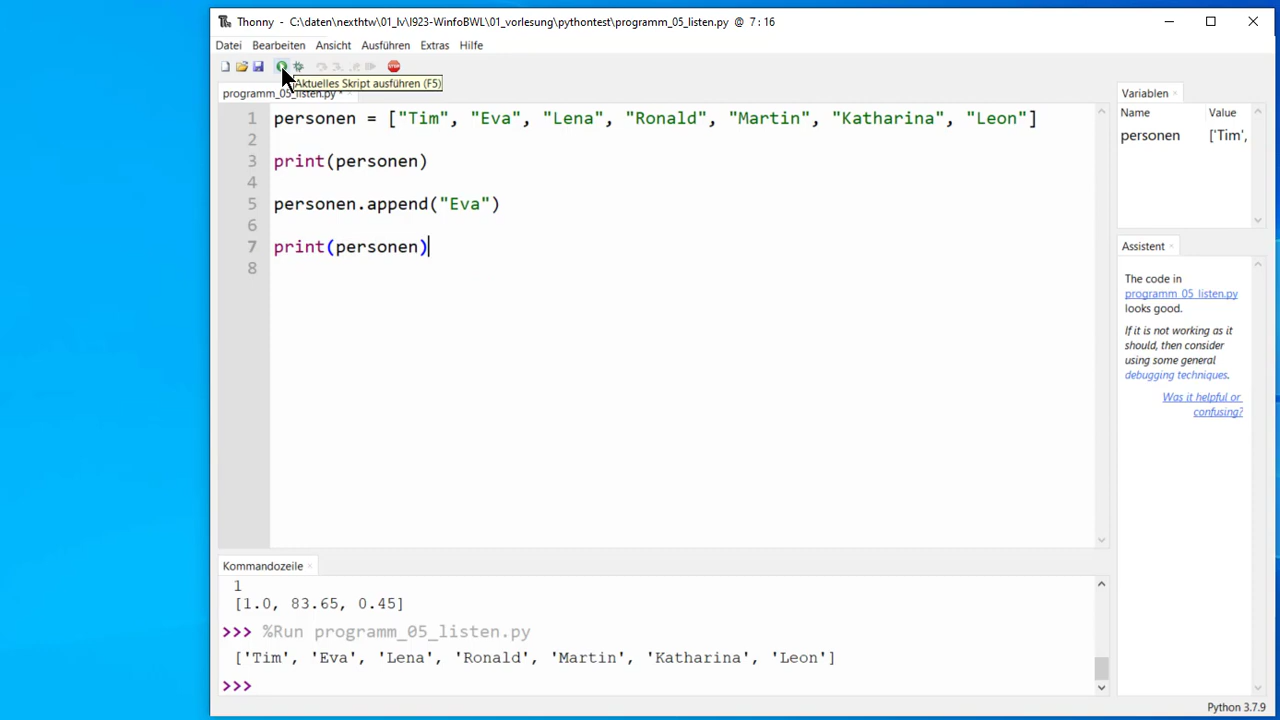 Thonny - C:\daten\nexthtw\01_lv\I923-WinfoBWL\01_vorlesung\pythontest\programm_05_listen.py @ 7 : 16
Datei Bearbeiten Ansicht Ausführen Extras Hilfe
STOP
Aktuelles Skript ausführen (F5)
programm_05_listen.py *
1 personen = ["Tim", "Eva", "Lena", "Ronald", "Martin", "Katharina", "Leon"]
2
3 print(personen)
4
5 personen.append("Eva")
6
7 print(personen)
8
Variablen
Name Value
personen ['Tim',
Assistent
The code in
programm_05_listen.py
looks good.
If it is not working as it
should, then consider
using some general
debugging techniques.
Was it helpful or
confusing?
Kommandozeile
1
[1.0, 83.65, 0.45]
>>> %Run programm_05_listen.py
['Tim', 'Eva', 'Lena', 'Ronald', 'Martin', 'Katharina', 'Leon']
>>>
Python 3.7.9